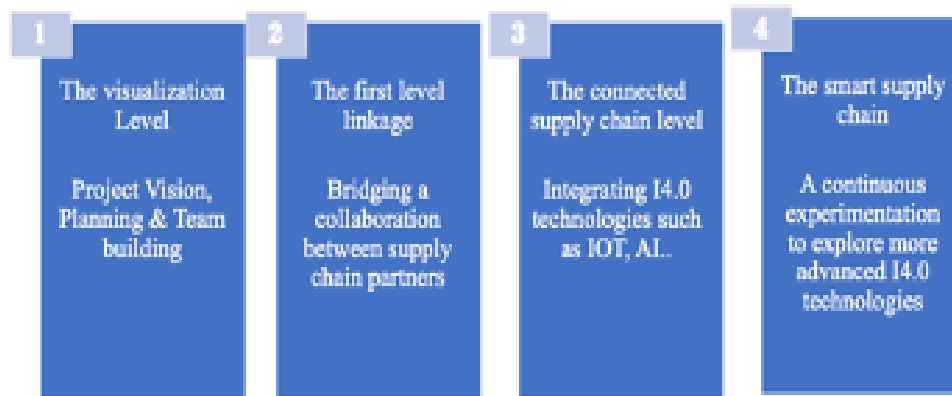 1
The visualization
Level
Project Vision,
Planning & Team
building
2
The first level
linkage
Bridging a
collaboration
between supply
chain partners
3
The connected
supply chain level
Integrating I4.0
technologies such
as IOT, AI..
4
The smart supply
chain
A continuous
experimentation
to explore more
advanced I4.0
technologies